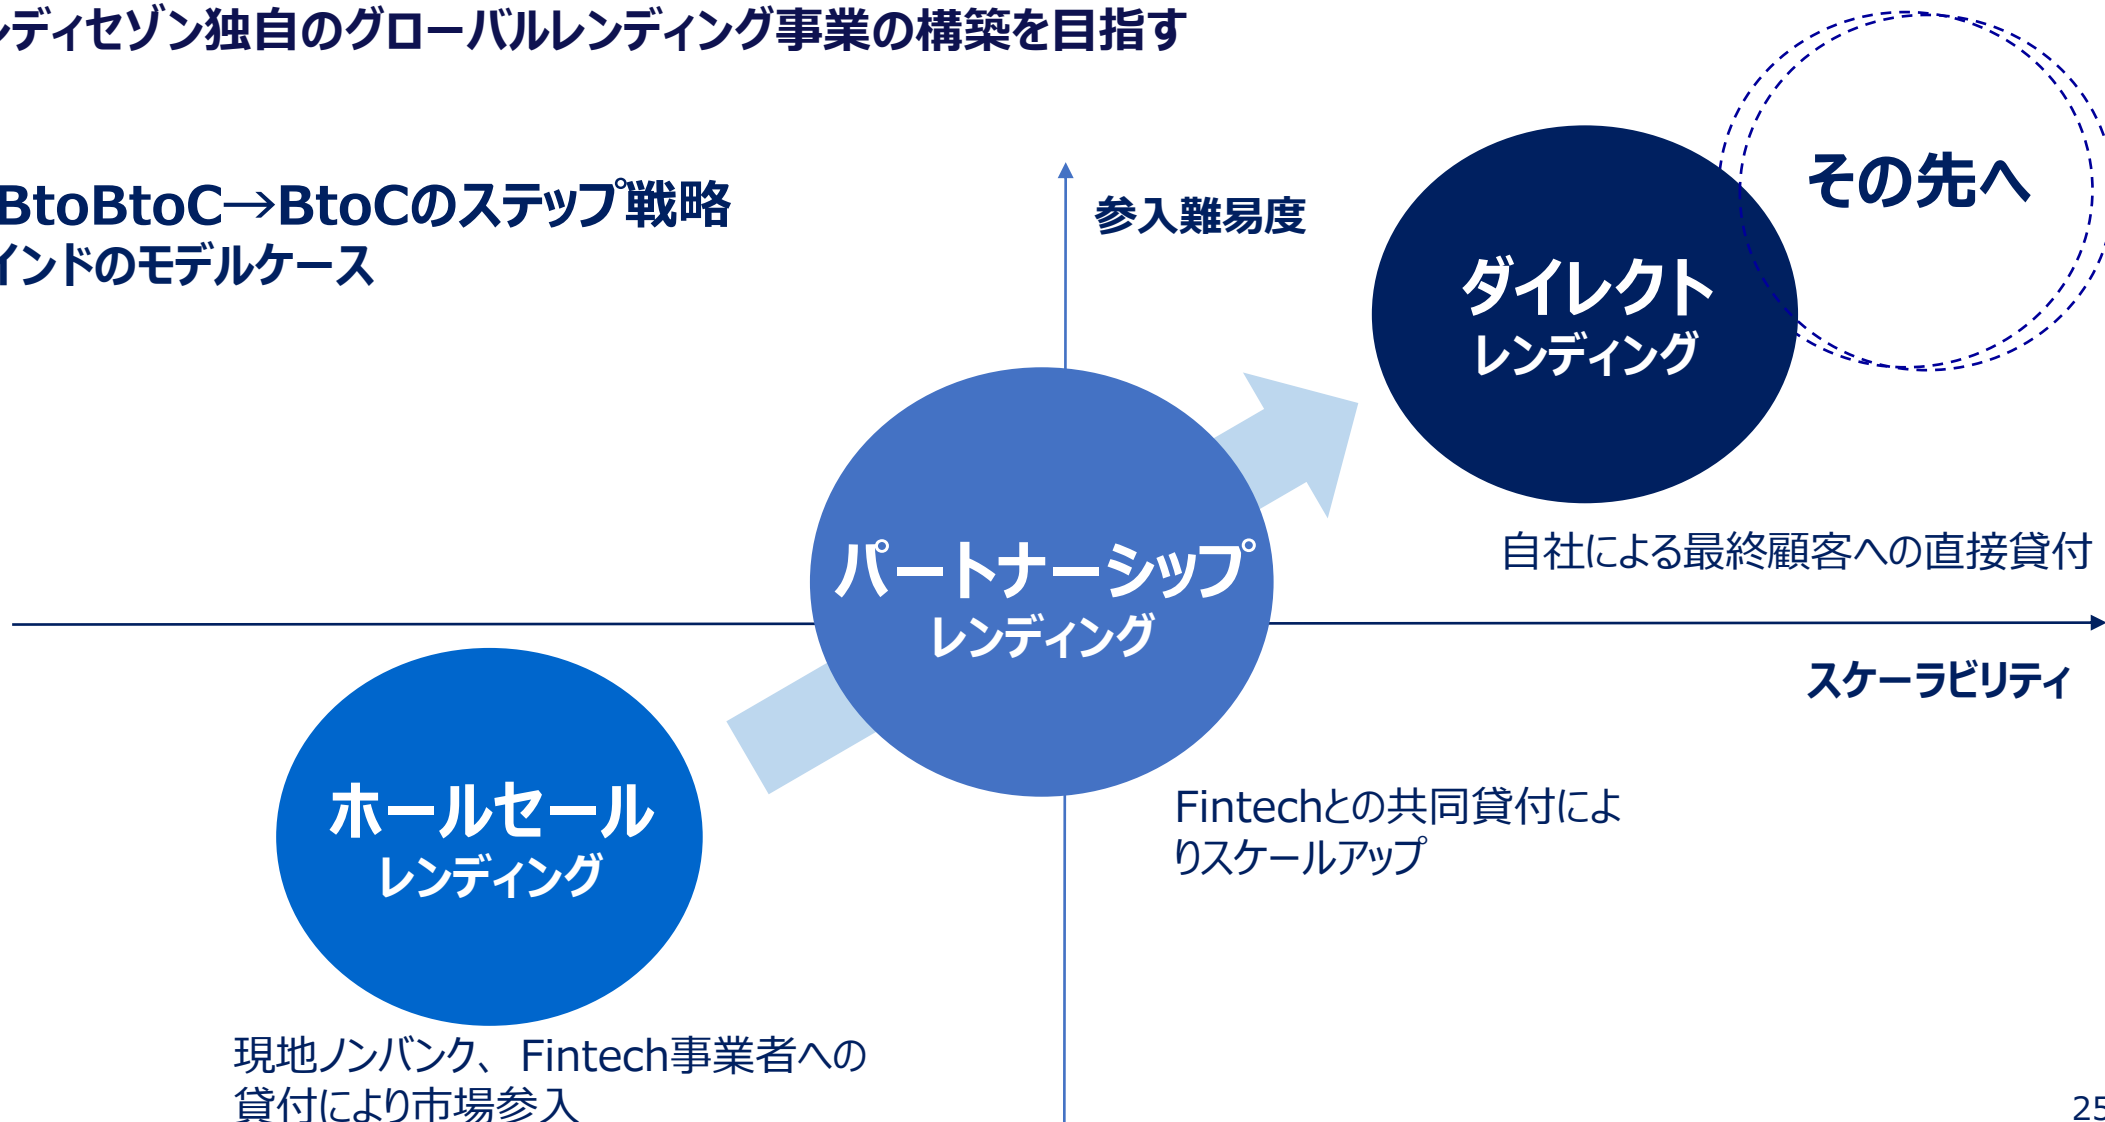 ンディセゾン独自のグローバルレンディング事業の構築を目指す
BtoBtoC→BtoCのステップ戦略
インドのモデルケース
参入難易度
その先へ
ダイレクト
レンディング
パートナーシップ
レンディング
自社による最終顧客への直接貸付
スケーラビリティ
ホールセール
レンディング
Fintechとの共同貸付によ
りスケールアップ
現地ノンバンク、Fintech事業者への
貸付により市場参入
25